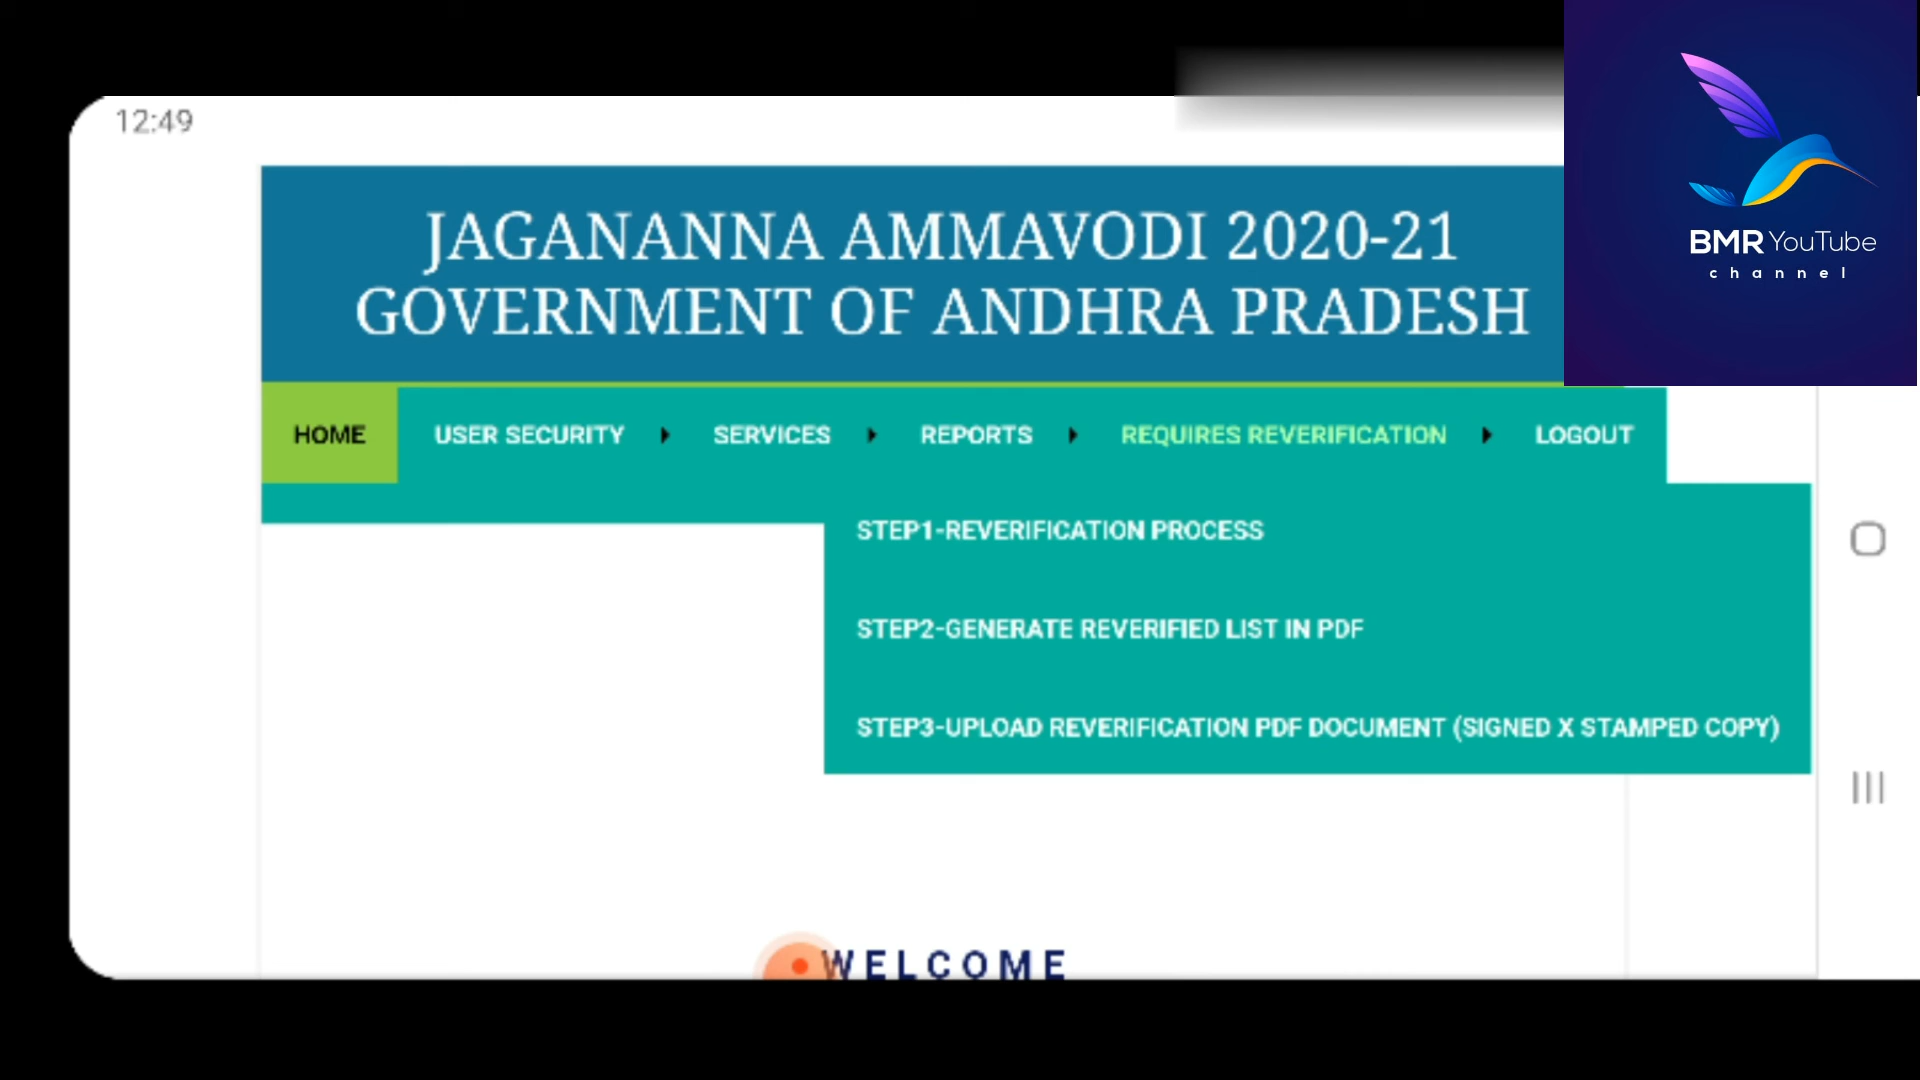 12:49
JAGANANNA AMMAVODI 2020-21
GOVERNMENT OF ANDHRA PRADESH
BMR YouTube
channel
HOME USER SECURITY SERVICES REPORTS REQUIRES REVERIFICATION LOGOUT
STEP1-REVERIFICATION PROCESS
STEP2-GENERATE REVERIFIED LIST IN PDF
STEP3-UPLOAD REVERIFICATION PDF DOCUMENT (SIGNED X STAMPED COPY)
WELCOME